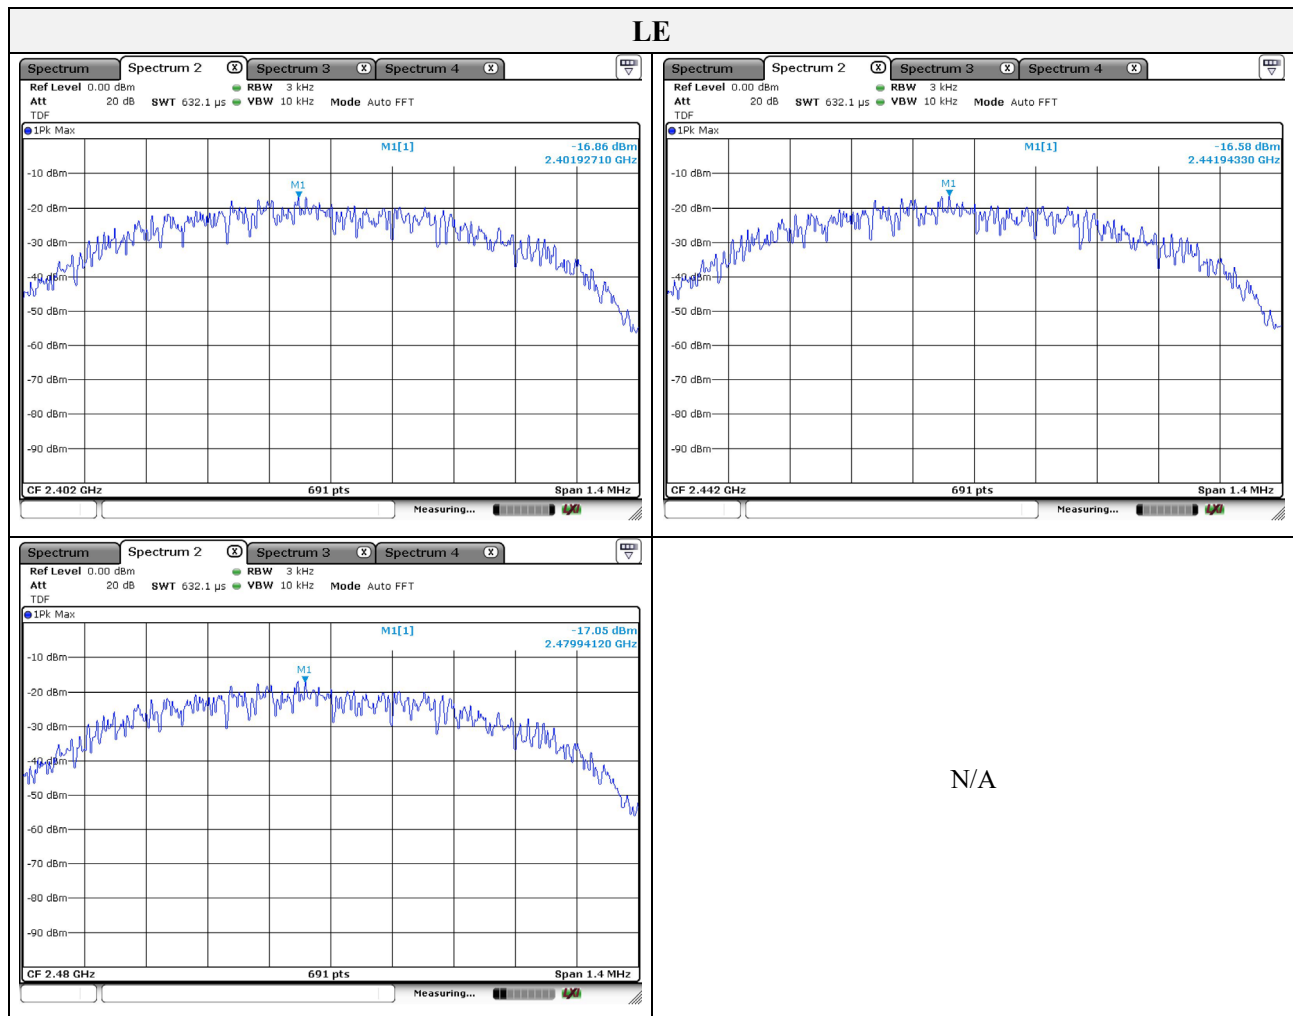 LE
Spectrum Spectrum 2 X Spectrum 3 X Spectrum 4 X
Ref Level 0.00 dBm RBW 3 kHz
Att 20 dB SWT 632.1 µs VBW 10 kHz Mode Auto FFT
TDF
1Pk Max
M1[1] -16.86 dBm
2.40192710 GHz
-10 dBm
M1
-20 dBm
-30 dBm
-40 dBm
-50 dBm
-60 dBm
-70 dBm
-80 dBm
-90 dBm
CF 2.402 GHz 691 pts Span 1.4 MHz
Measuring... LXI
Spectrum Spectrum 2 X Spectrum 3 X Spectrum 4 X
Ref Level 0.00 dBm RBW 3 kHz
Att 20 dB SWT 632.1 µs VBW 10 kHz Mode Auto FFT
TDF
1Pk Max
M1[1] -16.58 dBm
2.44194330 GHz
-10 dBm
M1
-20 dBm
-30 dBm
-40 dBm
-50 dBm
-60 dBm
-70 dBm
-80 dBm
-90 dBm
CF 2.442 GHz 691 pts Span 1.4 MHz
Measuring... LXI
Spectrum Spectrum 2 X Spectrum 3 X Spectrum 4 X
Ref Level 0.00 dBm RBW 3 kHz
Att 20 dB SWT 632.1 µs VBW 10 kHz Mode Auto FFT
TDF
1Pk Max
M1[1] -17.05 dBm
2.47994120 GHz
-10 dBm
M1
-20 dBm
-30 dBm
-40 dBm
-50 dBm
-60 dBm
-70 dBm
-80 dBm
-90 dBm
CF 2.48 GHz 691 pts Span 1.4 MHz
Measuring... LXI
N/A